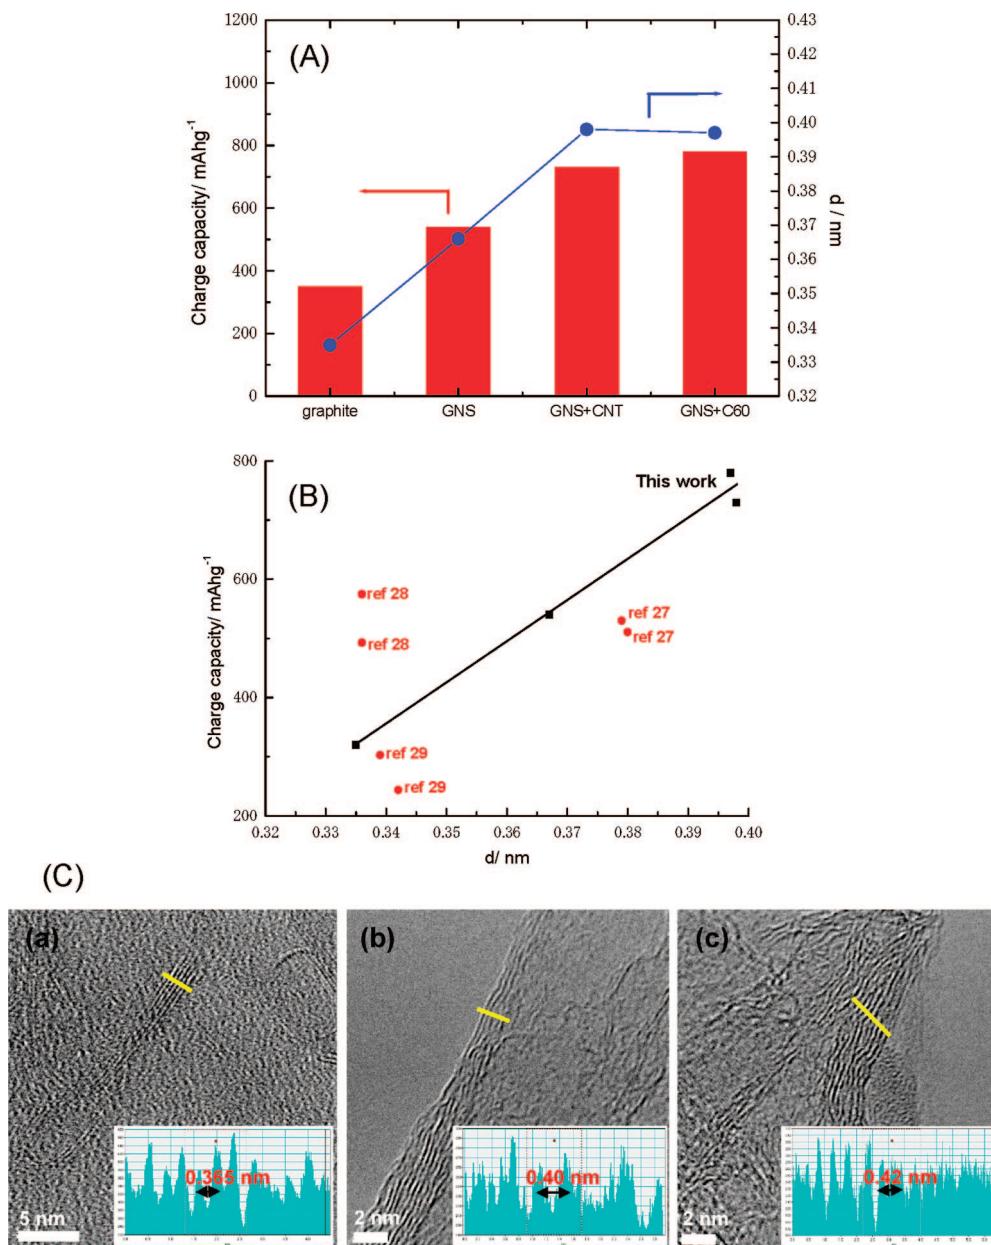 (A)
1200
1000
800
600
400
200
0
Charge capacity/ mAhg⁻¹
0.43
0.42
0.41
0.40
0.39
0.38
0.37
0.36
0.35
0.34
0.33
0.32
d / nm
graphite GNS GNS+CNT GNS+C60
(B)
800
600
400
200
Charge capacity/ mAhg⁻¹
This work
ref 28
ref 28
ref 27
ref 27
ref 29
ref 29
0.32 0.33 0.34 0.35 0.36 0.37 0.38 0.39 0.40
d/ nm
(C)
(a)
0.365 nm
5 nm
(b)
0.40 nm
2 nm
(c)
0.42 nm
2 nm